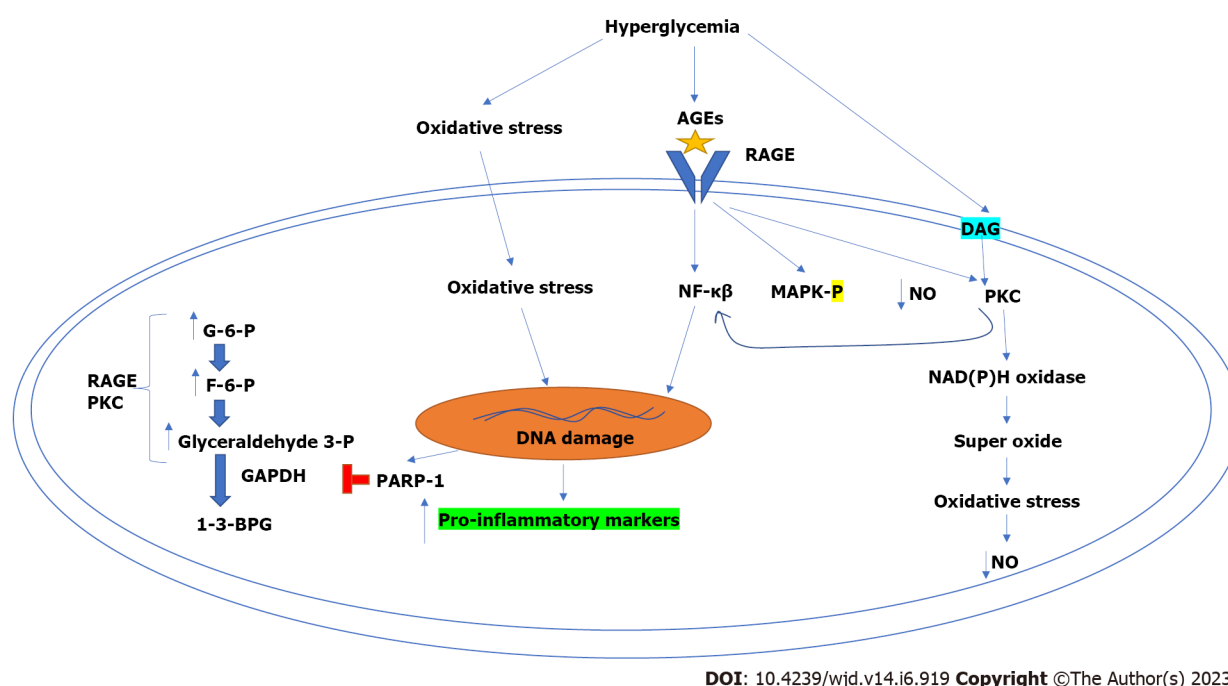 Hyperglycemia
AGEs
Oxidative stress
RAGE
DAG
Oxidative stress
NF-κβ
MAPK-P
NO
PKC
G-6-P
RAGE
PKC
F-6-P
NAD(P)H oxidase
Glyceraldehyde 3-P
DNA damage
Super oxide
GAPDH
PARP-1
Oxidative stress
1-3-BPG
Pro-inflammatory markers
NO
DOI: 10.4239/wjd.v14.i6.919 Copyright ©The Author(s) 2023